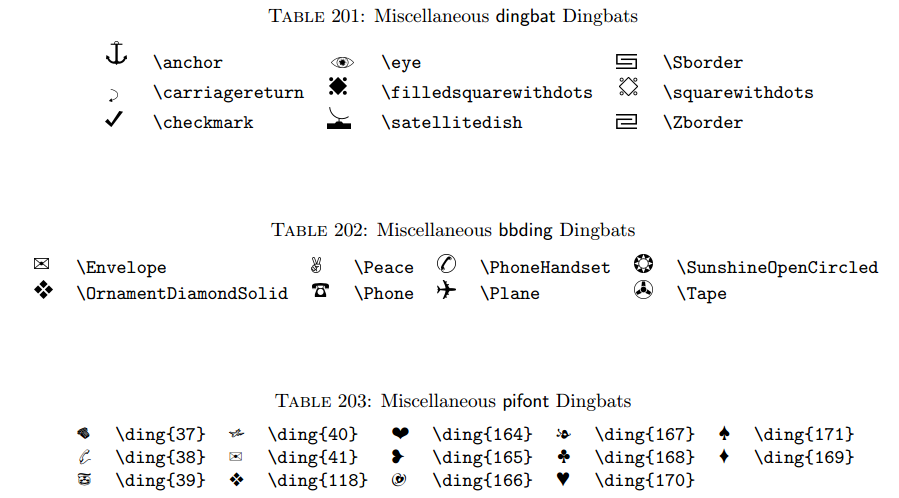 TABLE 201: Miscellaneous dingbat Dingbats
\anchor \eye \Sborder
\carriagereturn \filledsquarewithdots \squarewithdots
\checkmark \satellitedish \Zborder
TABLE 202: Miscellaneous bbding Dingbats
\Envelope \Peace \PhoneHandset \SunshineOpenCircled
\OrnamentDiamondSolid \Phone \Plane \Tape
TABLE 203: Miscellaneous pifont Dingbats
\ding{37} \ding{40} \ding{164} \ding{167} \ding{171}
\ding{38} \ding{41} \ding{165} \ding{168} \ding{169}
\ding{39} \ding{118} \ding{166} \ding{170}